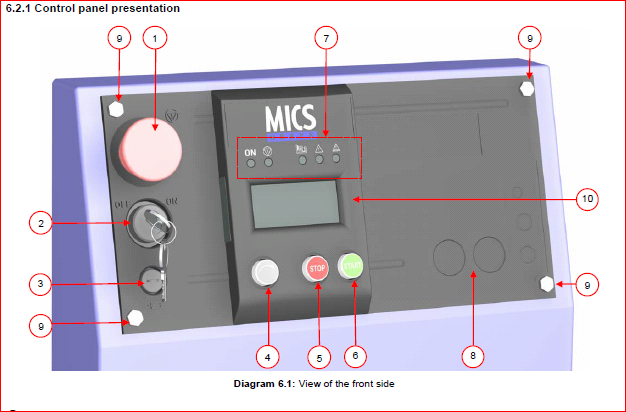 6.2.1 Control panel presentation
9
1
7
9
MICS
ON
OFF
ON
2
10
3
STOP
START
9
9
4
5
6
8
Diagram 6.1: View of the front side